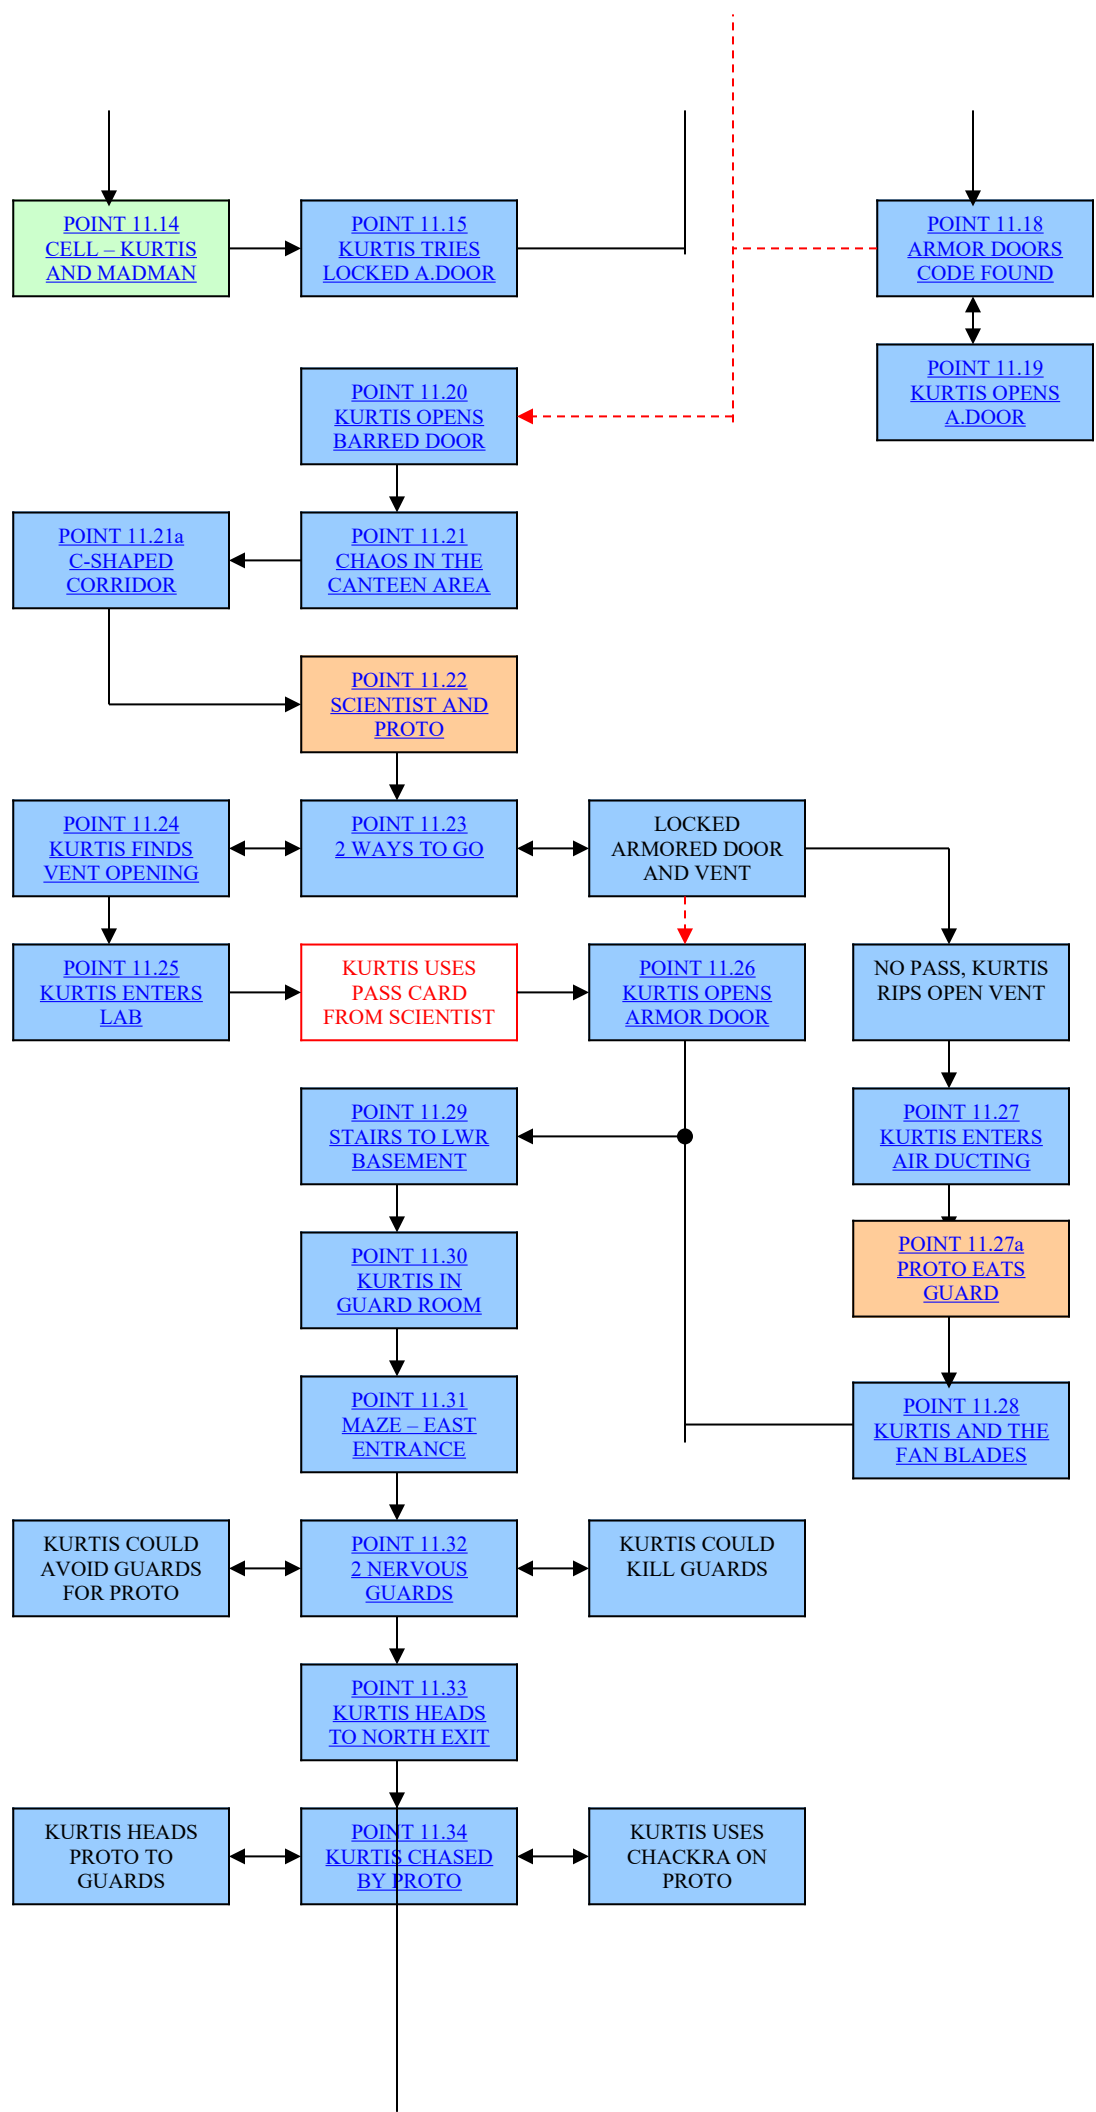 POINT 11.14
CELL – KURTIS
AND MADMAN
POINT 11.15
KURTIS TRIES
LOCKED A.DOOR
POINT 11.18
ARMOR DOORS
CODE FOUND
POINT 11.19
KURTIS OPENS
A.DOOR
POINT 11.20
KURTIS OPENS
BARRED DOOR
POINT 11.21a
C-SHAPED
CORRIDOR
POINT 11.21
CHAOS IN THE
CANTEEN AREA
POINT 11.22
SCIENTIST AND
PROTO
POINT 11.24
KURTIS FINDS
VENT OPENING
POINT 11.23
2 WAYS TO GO
LOCKED
ARMORED DOOR
AND VENT
POINT 11.25
KURTIS ENTERS
LAB
KURTIS USES
PASS CARD
FROM SCIENTIST
POINT 11.26
KURTIS OPENS
ARMOR DOOR
NO PASS, KURTIS
RIPS OPEN VENT
POINT 11.29
STAIRS TO LWR
BASEMENT
POINT 11.27
KURTIS ENTERS
AIR DUCTING
POINT 11.30
KURTIS IN
GUARD ROOM
POINT 11.27a
PROTO EATS
GUARD
POINT 11.31
MAZE – EAST
ENTRANCE
POINT 11.28
KURTIS AND THE
FAN BLADES
KURTIS COULD
AVOID GUARDS
FOR PROTO
POINT 11.32
2 NERVOUS
GUARDS
KURTIS COULD
KILL GUARDS
POINT 11.33
KURTIS HEADS
TO NORTH EXIT
KURTIS HEADS
PROTO TO
GUARDS
POINT 11.34
KURTIS CHASED
BY PROTO
KURTIS USES
CHACKRA ON
PROTO